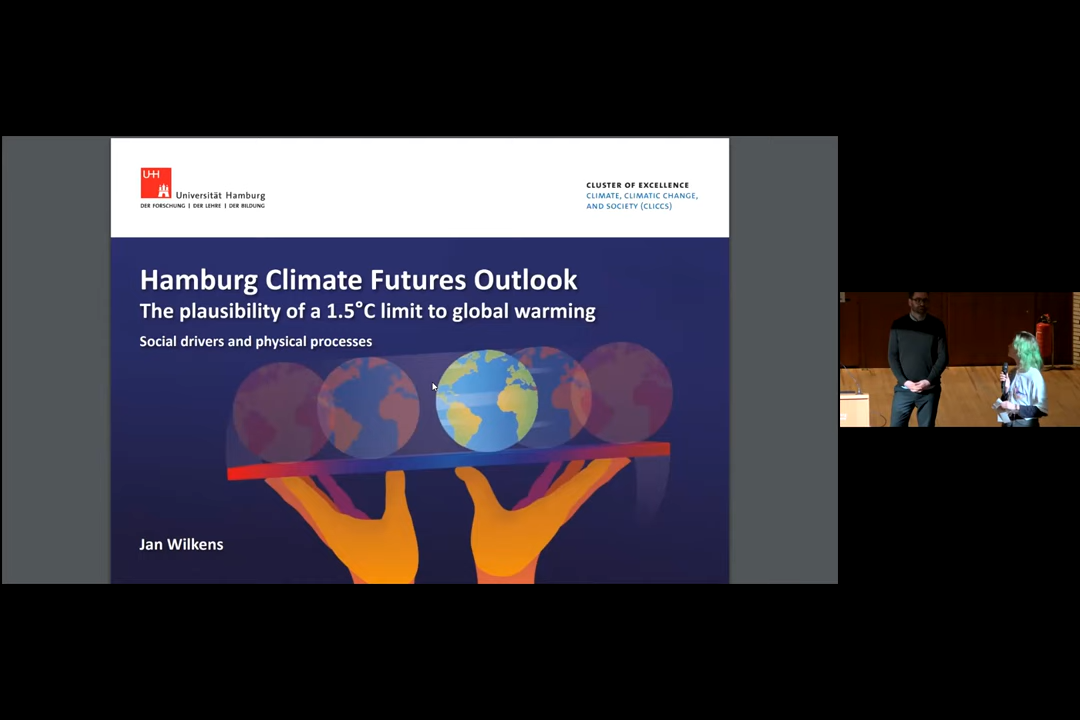 UHH
Universität Hamburg
DER FORSCHUNG | DER LEHRE | DER BILDUNG
CLUSTER OF EXCELLENCE
CLIMATE, CLIMATIC CHANGE,
AND SOCIETY (CLICCS)
Hamburg Climate Futures Outlook
The plausibility of a 1.5°C limit to global warming
Social drivers and physical processes
Jan Wilkens